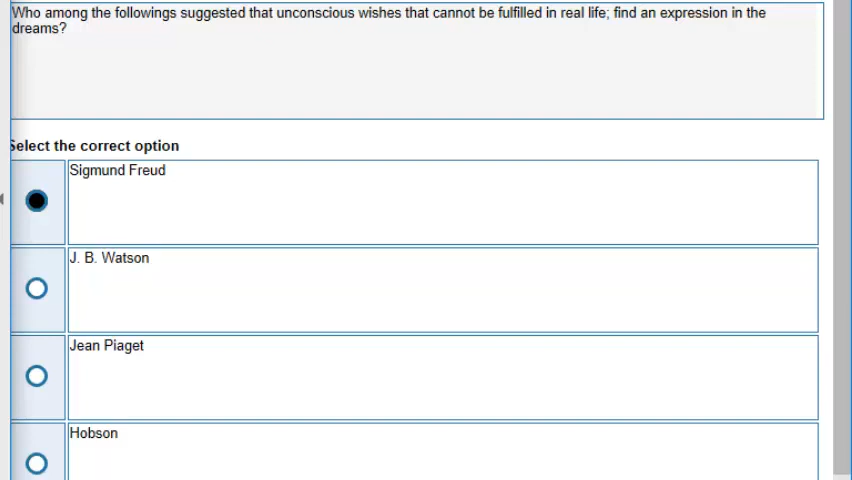 Who among the followings suggested that unconscious wishes that cannot be fulfilled in real life; find an expression in the
dreams?
Select the correct option
Sigmund Freud
J. B. Watson
Jean Piaget
Hobson